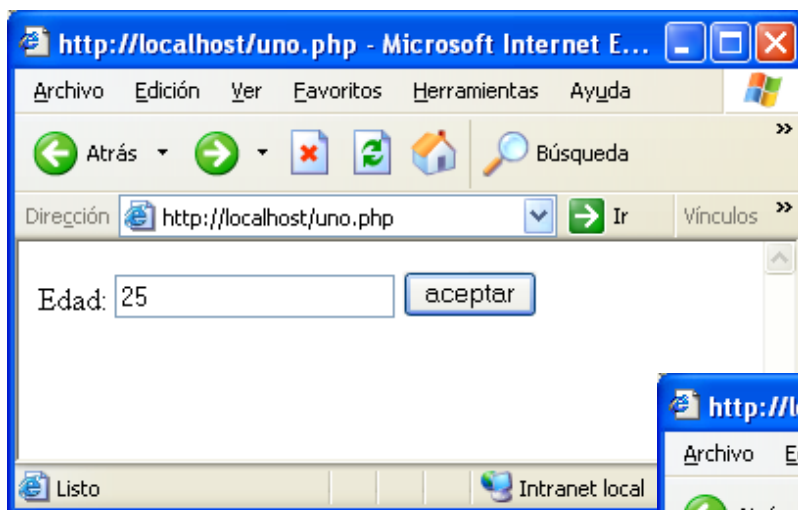 http://localhost/uno.php - Microsoft Internet E...
Archivo Edición Ver Favoritos Herramientas Ayuda
Atrás Búsqueda »
Dirección http://localhost/uno.php Ir Vínculos »
Edad: 25 aceptar
http://l
Archivo E
Listo Intranet local